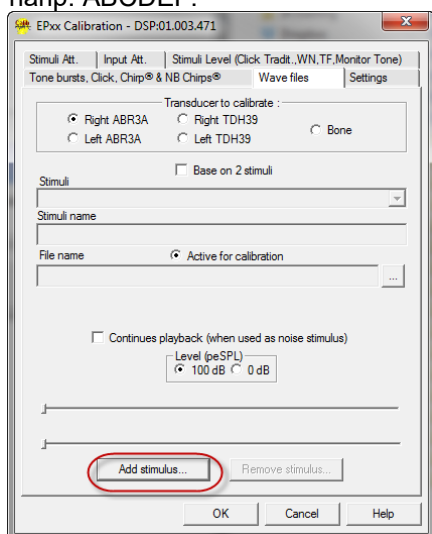 напр. ABCDEF.
EPxx Calibration - DSP:01.003.471
Stimuli Att. Input Att. Stimuli Level (Click Tradit.,WN,TF,Monitor Tone)
Tone bursts, Click, Chirp® & NB Chirps® Wave files Settings
Transducer to calibrate :
Right ABR3A Right TDH39 Bone
Left ABR3A Left TDH39
Base on 2 stimuli
Stimuli
Stimuli name
File name Active for calibration
...
Continues playback (when used as noise stimulus)
Level (peSPL)
100 dB 0 dB
Add stimulus... Remove stimulus...
OK Cancel Help